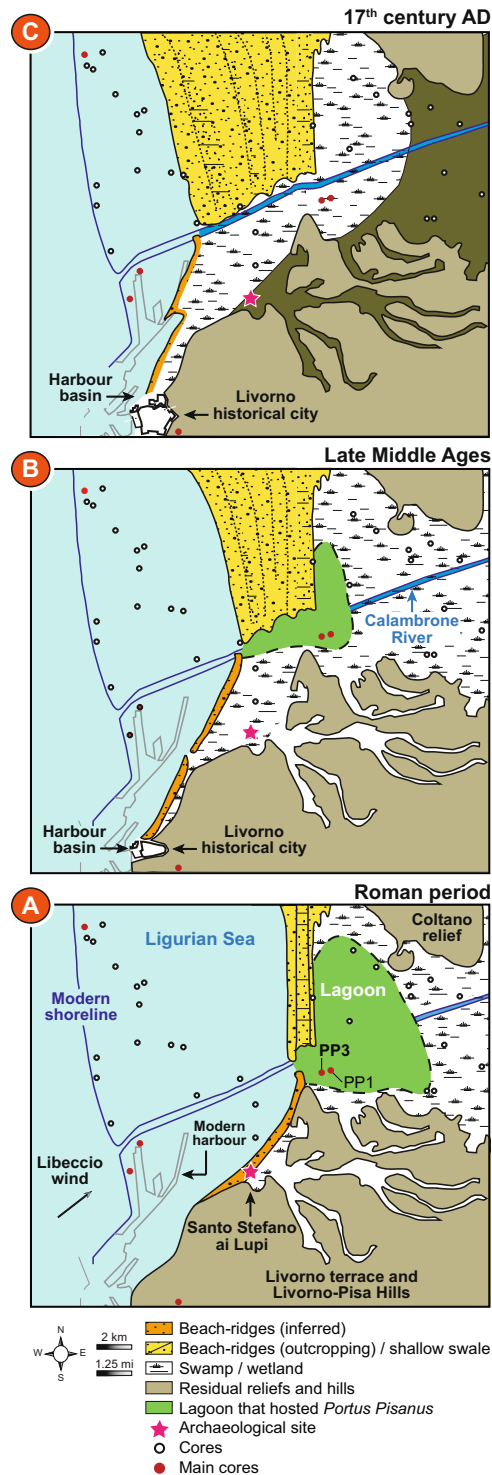 C
17th century AD
Harbour
basin
Livorno
historical city
B
Late Middle Ages
Calambrone
River
Harbour
basin
Livorno
historical city
A
Roman period
Coltano
relief
Ligurian Sea
Lagoon
Modern
shoreline
PP3
PP1
Modern
harbour
Libeccio
wind
Santo Stefano
ai Lupi
Livorno terrace and
Livorno-Pisa Hills
N
W E
S
2 km
1.25 mi
Beach-ridges (inferred)
Beach-ridges (outcropping) / shallow swale
Swamp / wetland
Residual reliefs and hills
Lagoon that hosted Portus Pisanus
Archaeological site
Cores
Main cores